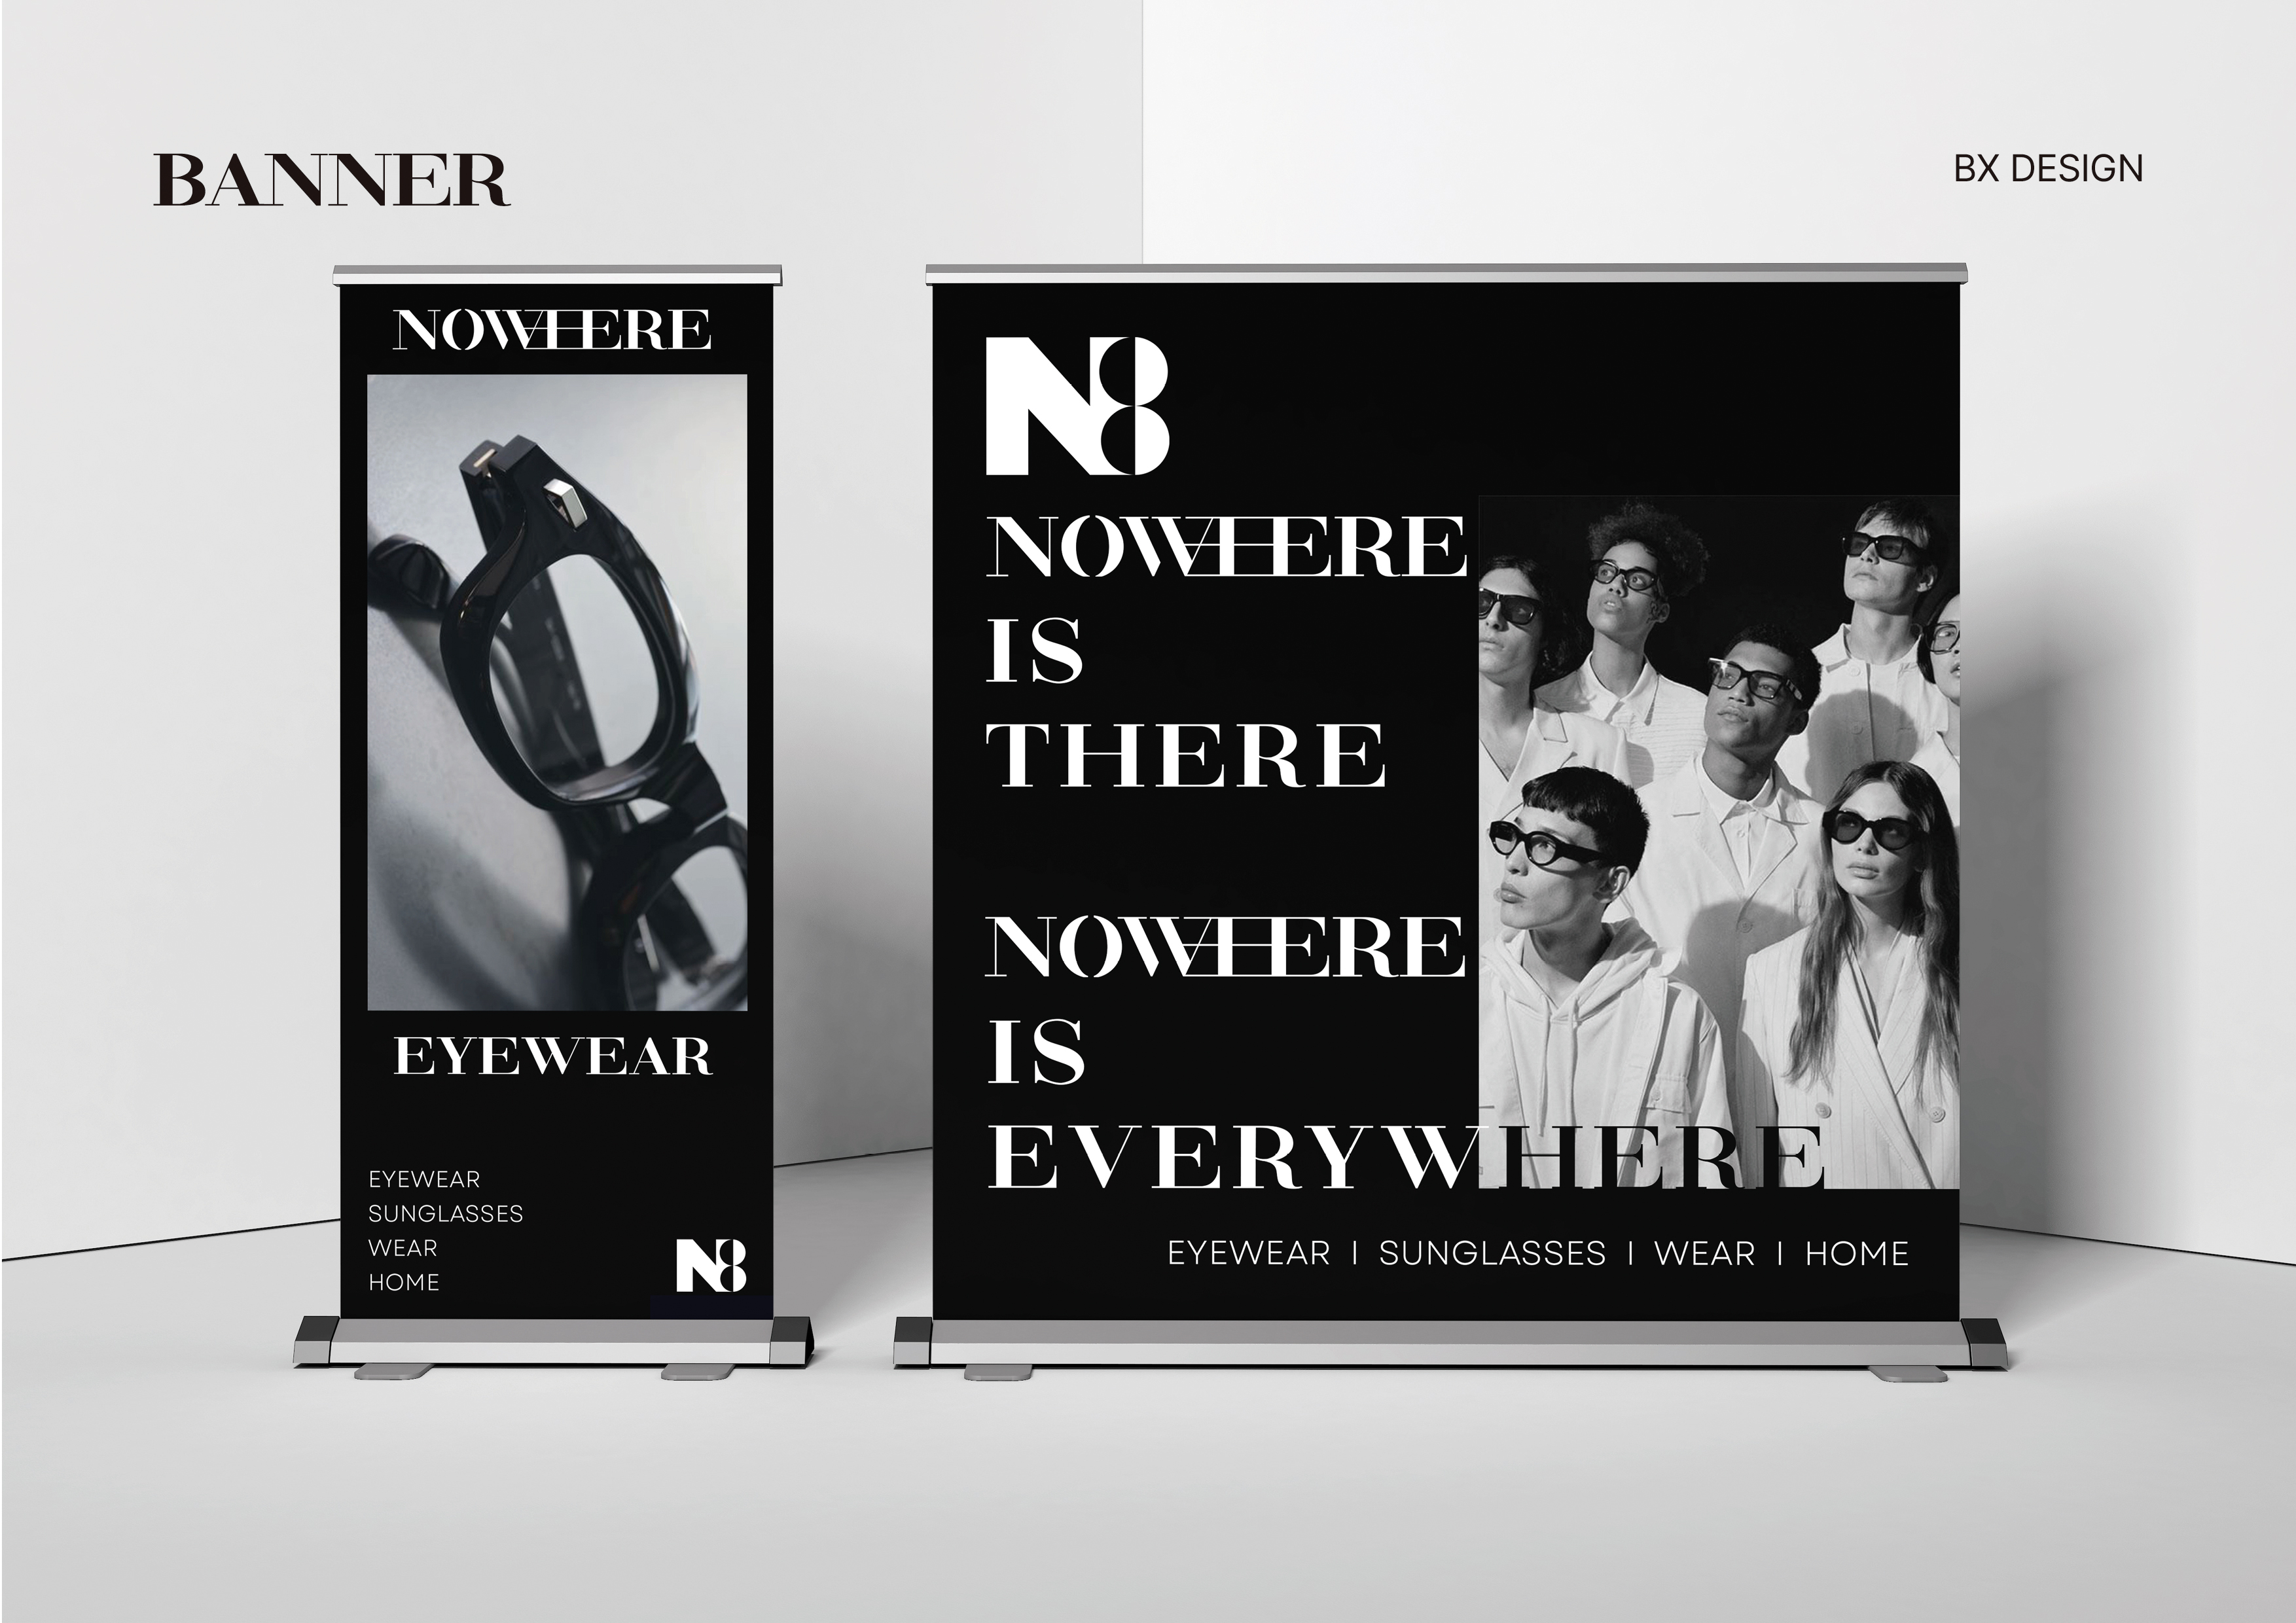 BANNER
BX DESIGN
NOWHERE
EYEWEAR
EYEWEAR
SUNGLASSES
WEAR
HOME
N8
N8
NOWHERE
IS
THERE
NOWHERE
IS
EVERYWHERE
EYEWEAR | SUNGLASSES | WEAR | HOME